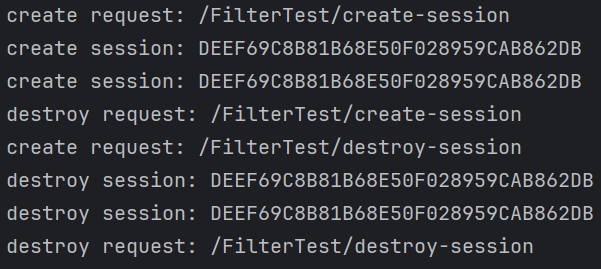 create request: /FilterTest/create-session
create session: DEEF69C8B81B68E50F028959CAB862DB
create session: DEEF69C8B81B68E50F028959CAB862DB
destroy request: /FilterTest/create-session
create request: /FilterTest/destroy-session
destroy session: DEEF69C8B81B68E50F028959CAB862DB
destroy session: DEEF69C8B81B68E50F028959CAB862DB
destroy request: /FilterTest/destroy-session